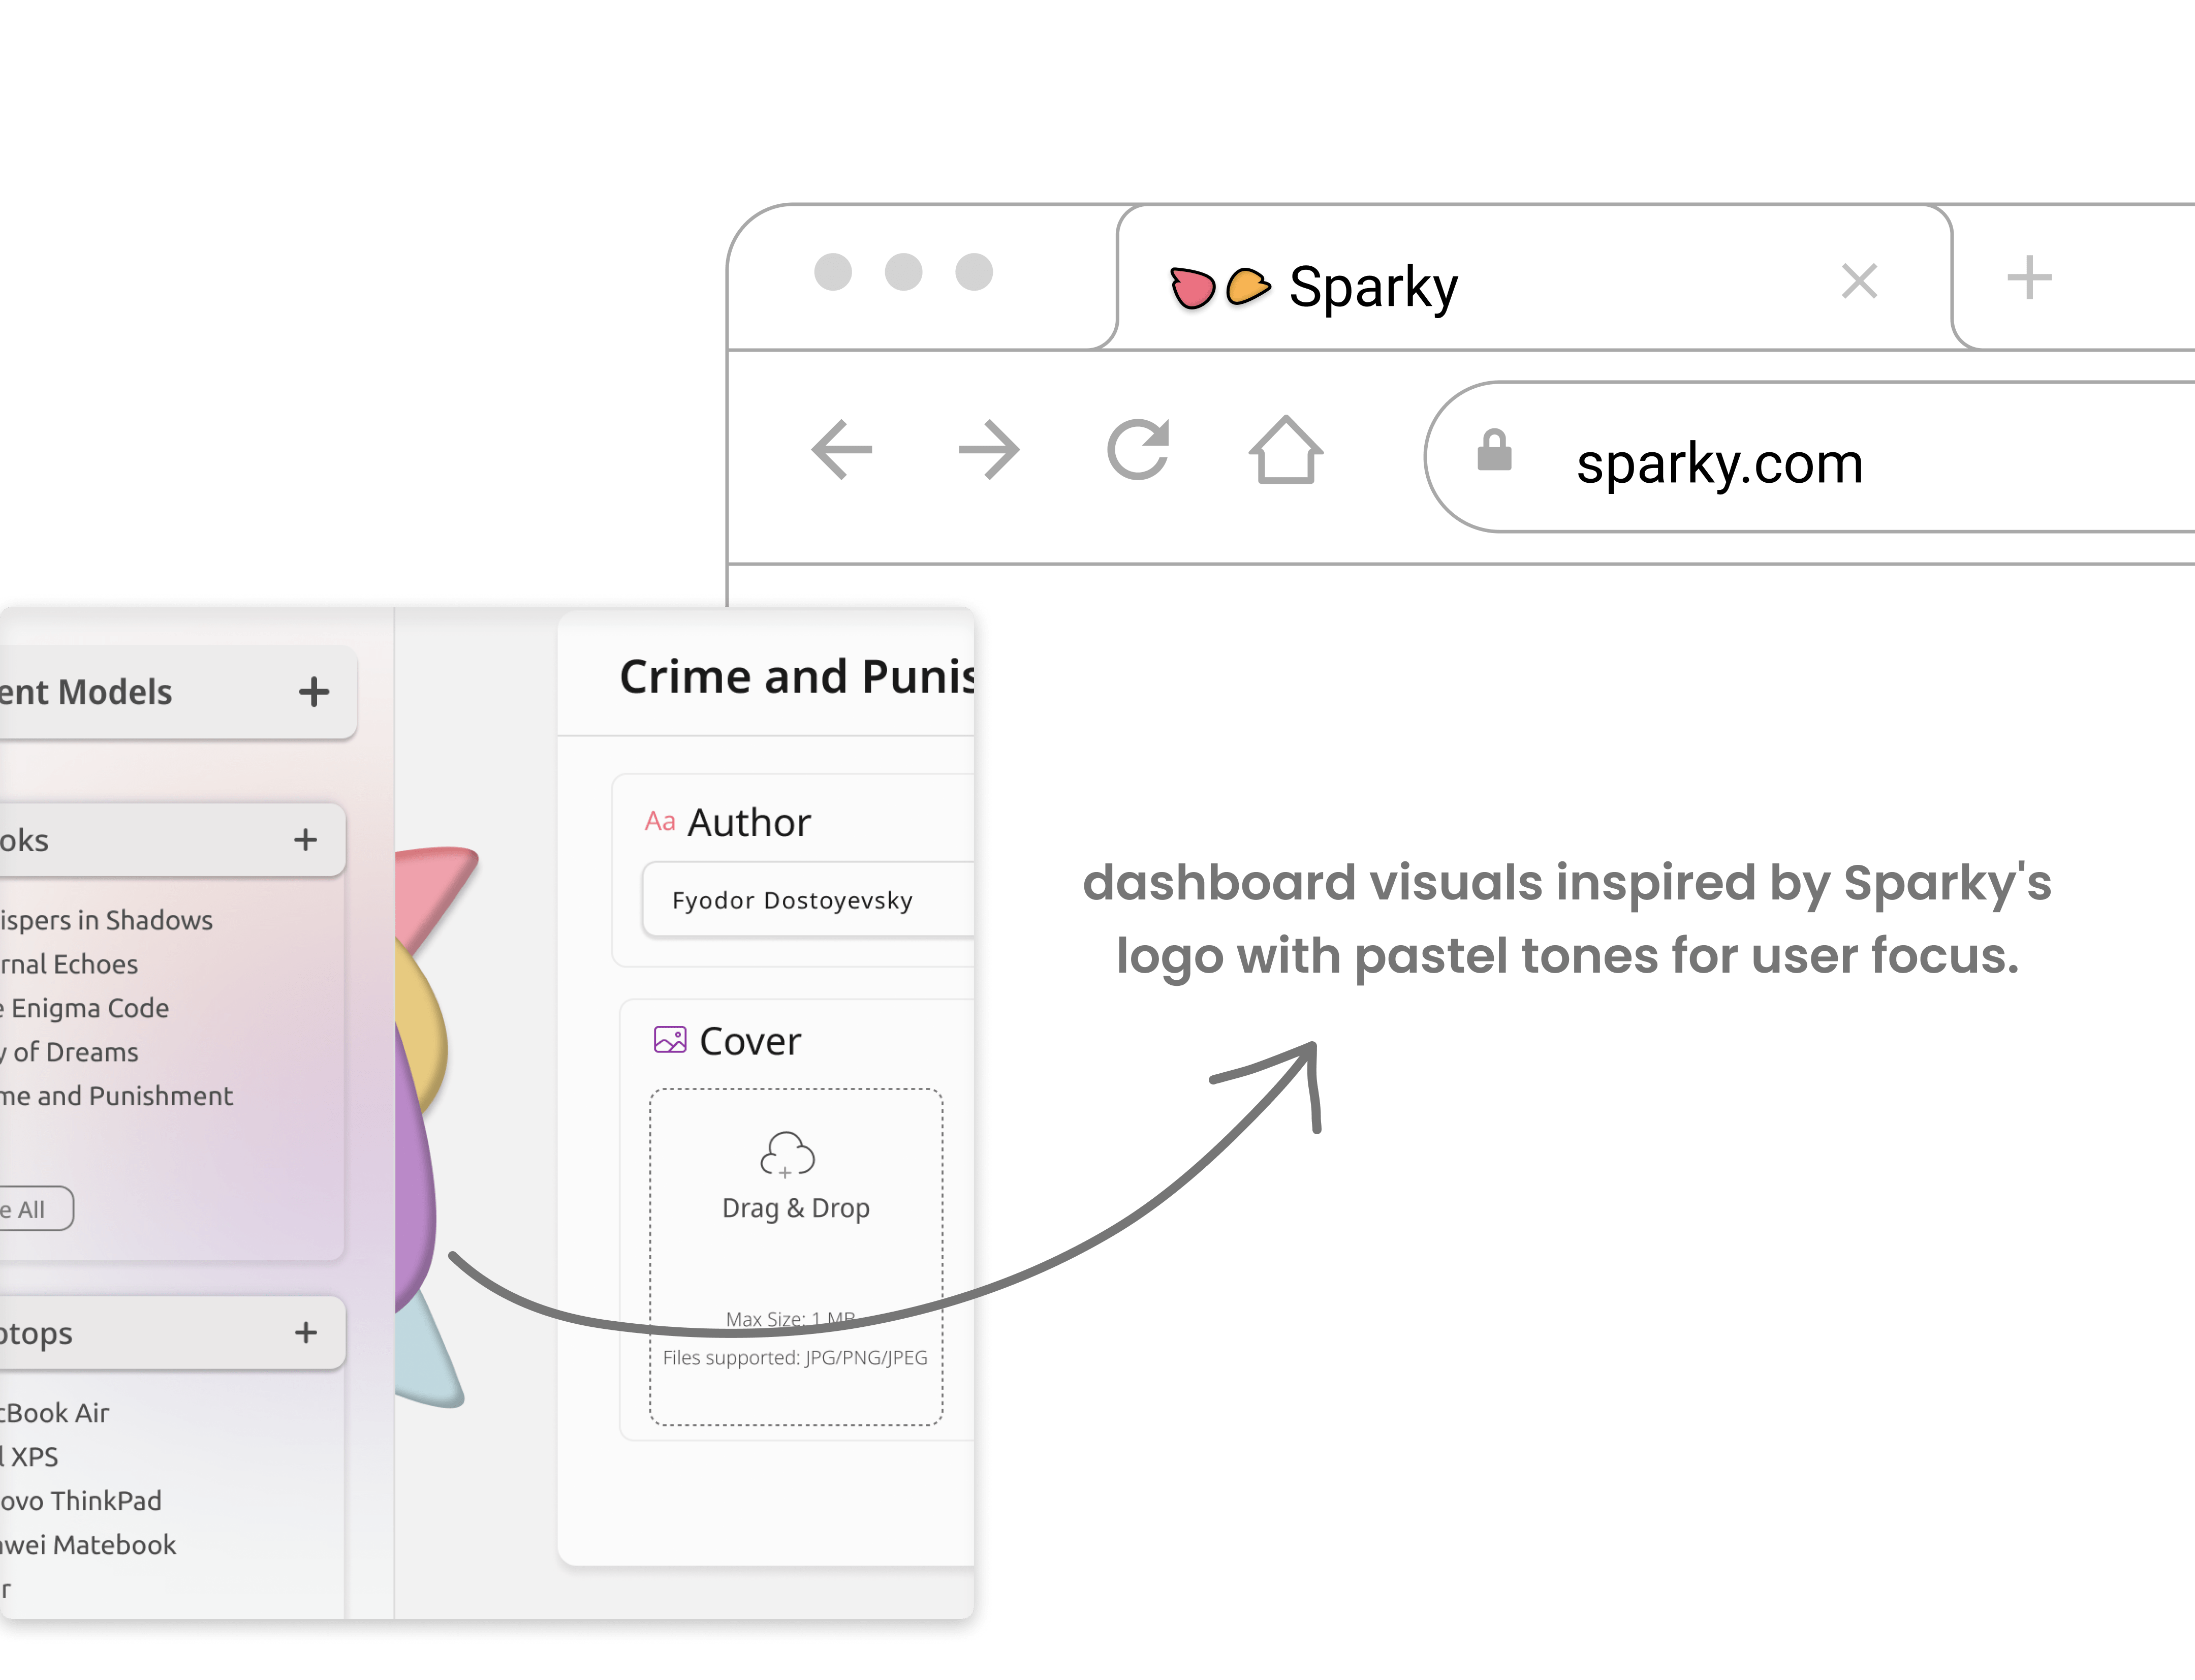 Sparky
sparky.com
ent Models
oks
ispers in Shadows
rnal Echoes
e Enigma Code
y of Dreams
me and Punishment
e All
ptops
cBook Air
l XPS
ovo ThinkPad
awei Matebook
r
Crime and Punis
Aa Author
Fyodor Dostoyevsky
Cover
Drag & Drop
Max Size: 1 MB
Files supported: JPG/PNG/JPEG
dashboard visuals inspired by Sparky's
logo with pastel tones for user focus.